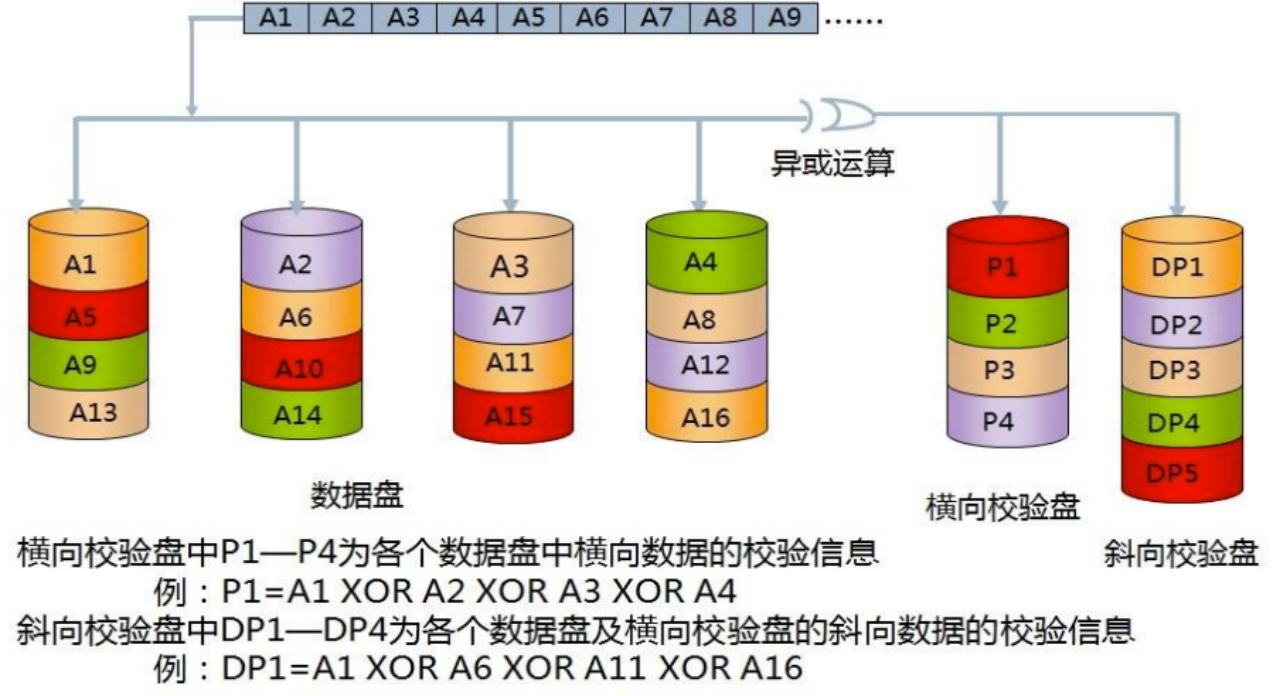 A1 A2 A3 A4 A5 A6 A7 A8 A9 ......
异或运算
A1 A2 A3 A4 P1 DP1
A5 A6 A7 A8 P2 DP2
A9 A10 A11 A12 P3 DP3
A13 A14 A15 A16 P4 DP4
DP5
数据盘
横向校验盘
斜向校验盘
横向校验盘中P1—P4为各个数据盘中横向数据的校验信息
例：P1=A1 XOR A2 XOR A3 XOR A4
斜向校验盘中DP1—DP4为各个数据盘及横向校验盘的斜向数据的校验信息
例：DP1=A1 XOR A6 XOR A11 XOR A16